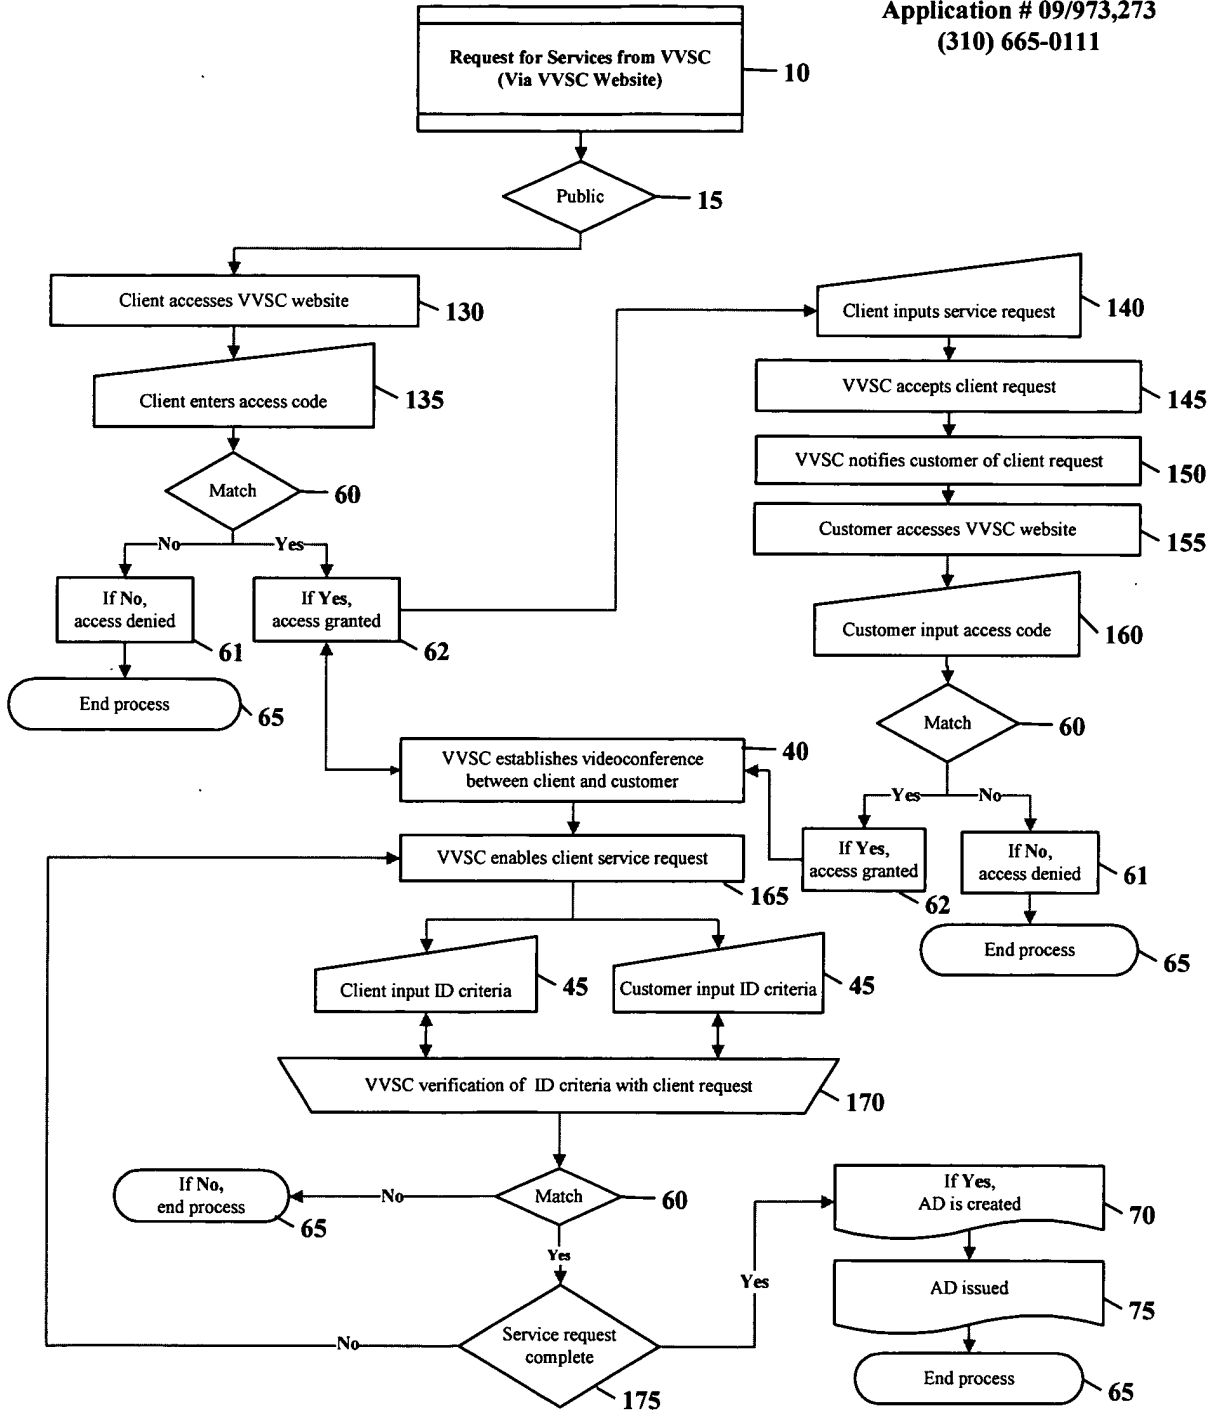 Application # 09/973,273
(310) 665-0111
Request for Services from VVSC
(Via VVSC Website)
10
Public
15
Client accesses VVSC website
130
Client enters access code
135
Match
60
No
Yes
If No,
access denied
61
If Yes,
access granted
62
End process
65
Client inputs service request
140
VVSC accepts client request
145
VVSC notifies customer of client request
150
Customer accesses VVSC website
155
Customer input access code
160
Match
60
Yes
No
If Yes,
access granted
62
If No,
access denied
61
End process
65
VVSC establishes videoconference
between client and customer
40
VVSC enables client service request
165
Client input ID criteria
45
Customer input ID criteria
45
VVSC verification of ID criteria with client request
170
Match
60
No
If No,
end process
65
Yes
Service request
complete
175
No
Yes
If Yes,
AD is created
70
AD issued
75
End process
65